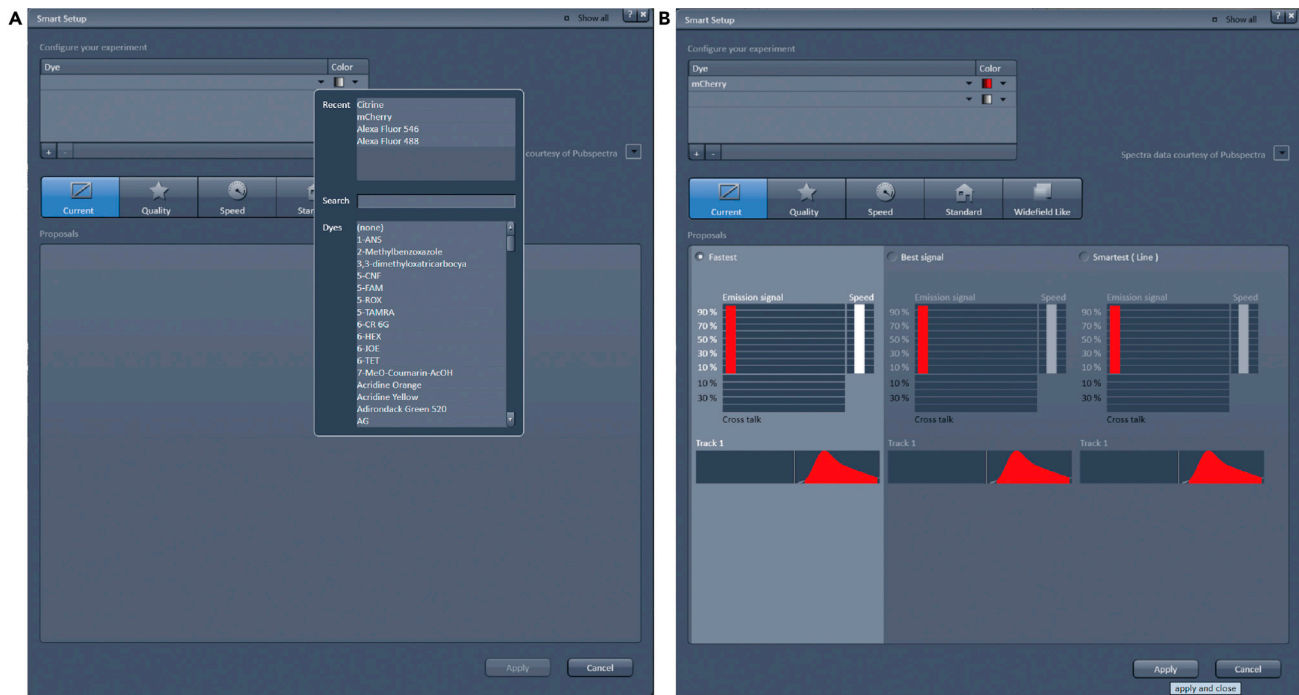 A
Smart Setup
Show all
?
×
Configure your experiment
Dye
Color
Recent
Citrine
mCherry
Alexa Fluor 546
Alexa Fluor 488
+
-
courtesy of Pubspectra
Search
Current
Quality
Speed
Stan
Dyes
(none)
1-ANS
2-Methylbenzoxazole
3,3-dimethyloxatricarbocya
5-CNF
5-FAM
5-ROX
5-TAMRA
6-CR 6G
6-HEX
6-JOE
6-TET
7-MeO-Coumarin-AcOH
Acridine Orange
Acridine Yellow
Adirondack Green 520
AG
Proposals
Apply
Cancel
B
Smart Setup
Show all
?
×
Configure your experiment
Dye
Color
mCherry
+
-
Spectra data courtesy of Pubspectra
Current
Quality
Speed
Standard
Widefield Like
Proposals
Fastest
Emission signal
Speed
90 %
70 %
50 %
30 %
10 %
10 %
30 %
Cross talk
Track 1
Best signal
Emission signal
Speed
90 %
70 %
50 %
30 %
10 %
10 %
30 %
Cross talk
Track 1
Smartest ( Line )
Emission signal
Speed
90 %
70 %
50 %
30 %
10 %
10 %
30 %
Cross talk
Track 1
Apply
Cancel
apply and close